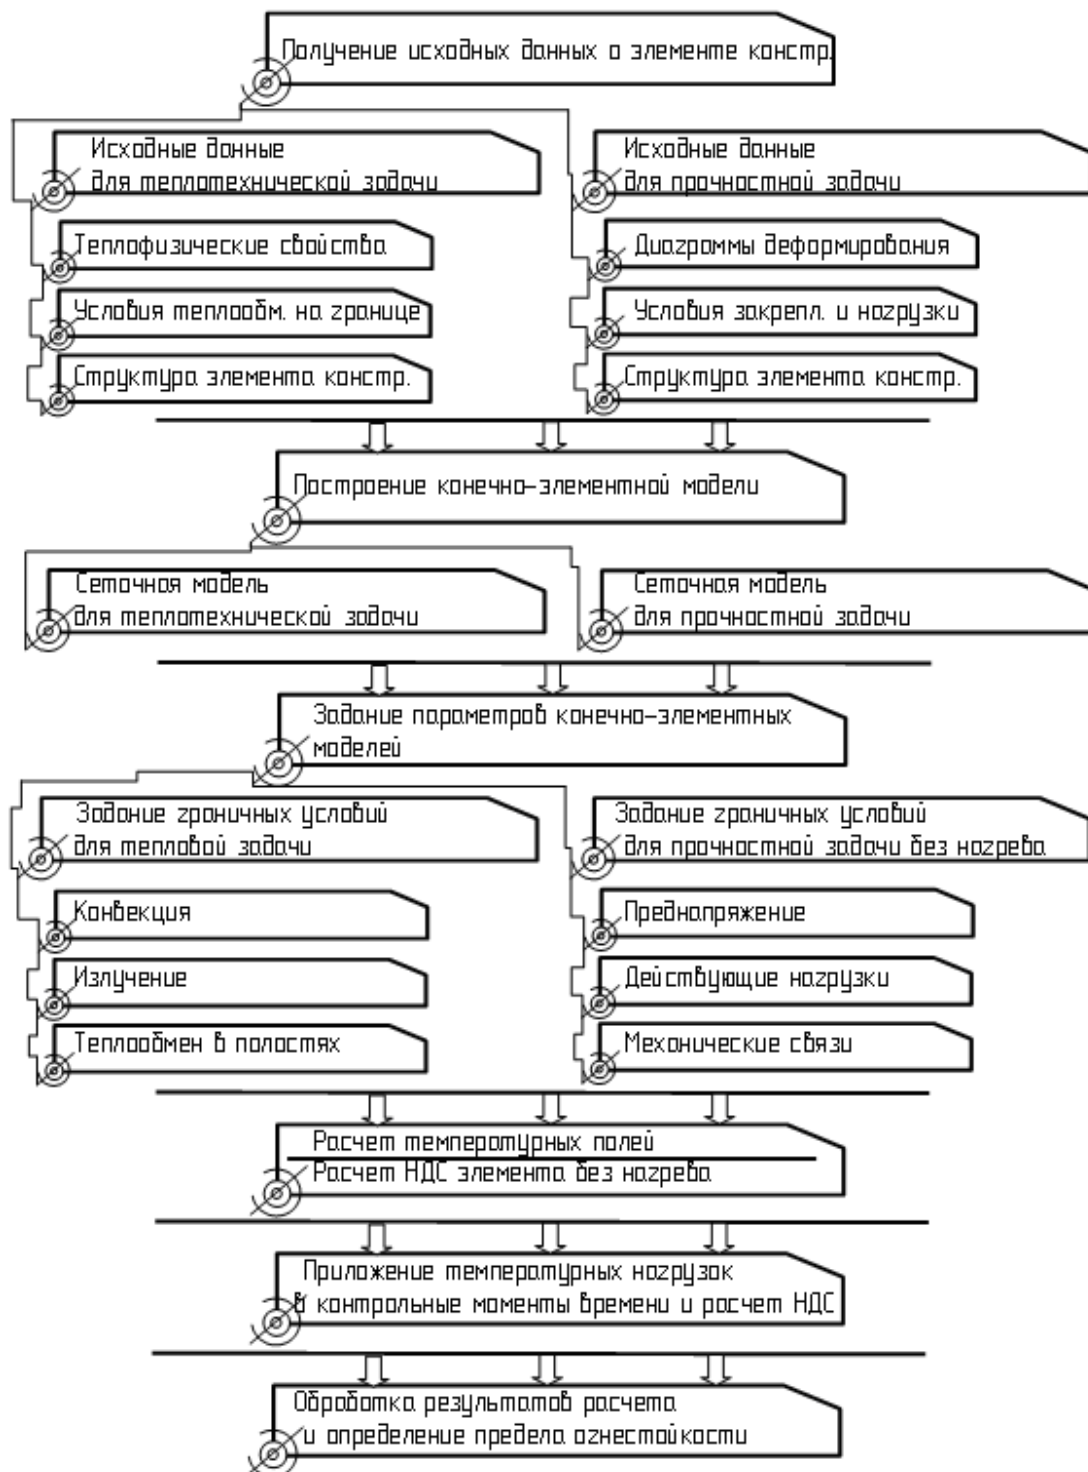 Получение исходных данных о элементе констр.
Исходные данные
для теплотехнической задачи
Теплофизические свойства
Условия теплообм. на границе
Структура элемента констр.
Исходные данные
для прочностной задачи
Диаграммы деформирования
Условия закрепл. и нагрузки
Структура элемента констр.
Построение конечно-элементной модели
Сеточная модель
для теплотехнической задачи
Сеточная модель
для прочностной задачи
Задание параметров конечно-элементных
моделей
Задание граничных условий
для тепловой задачи
Конвекция
Излучение
Теплообмен в полостях
Задание граничных условий
для прочностной задачи без нагрева
Преднапряжение
Действующие нагрузки
Механические связи
Расчет температурных полей
Расчет НДС элемента без нагрева
Приложение температурных нагрузок
в контрольные моменты времени и расчет НДС
Обработка результатов расчета
и определение предела огнестойкости